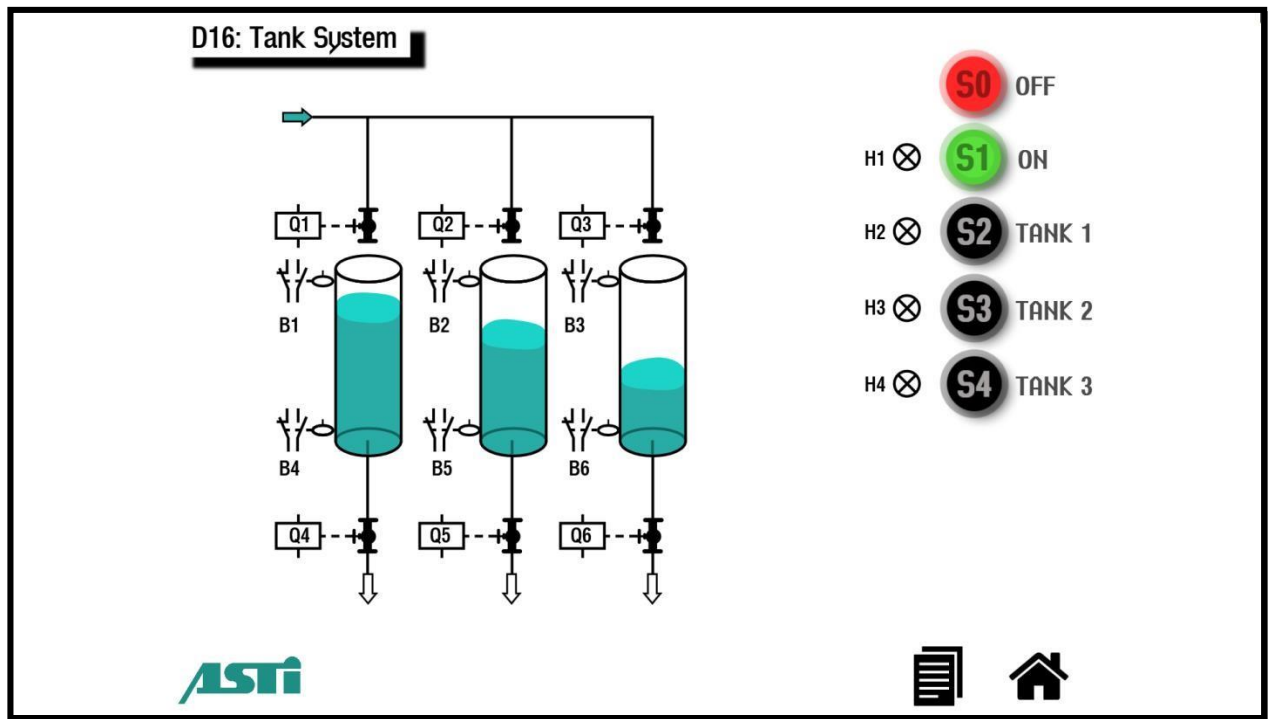 D16: Tank System
S0 OFF
H1 S1 ON
H2 S2 TANK 1
H3 S3 TANK 2
H4 S4 TANK 3
Q1 Q2 Q3
B1 B2 B3
B4 B5 B6
Q4 Q5 Q6
ASTi